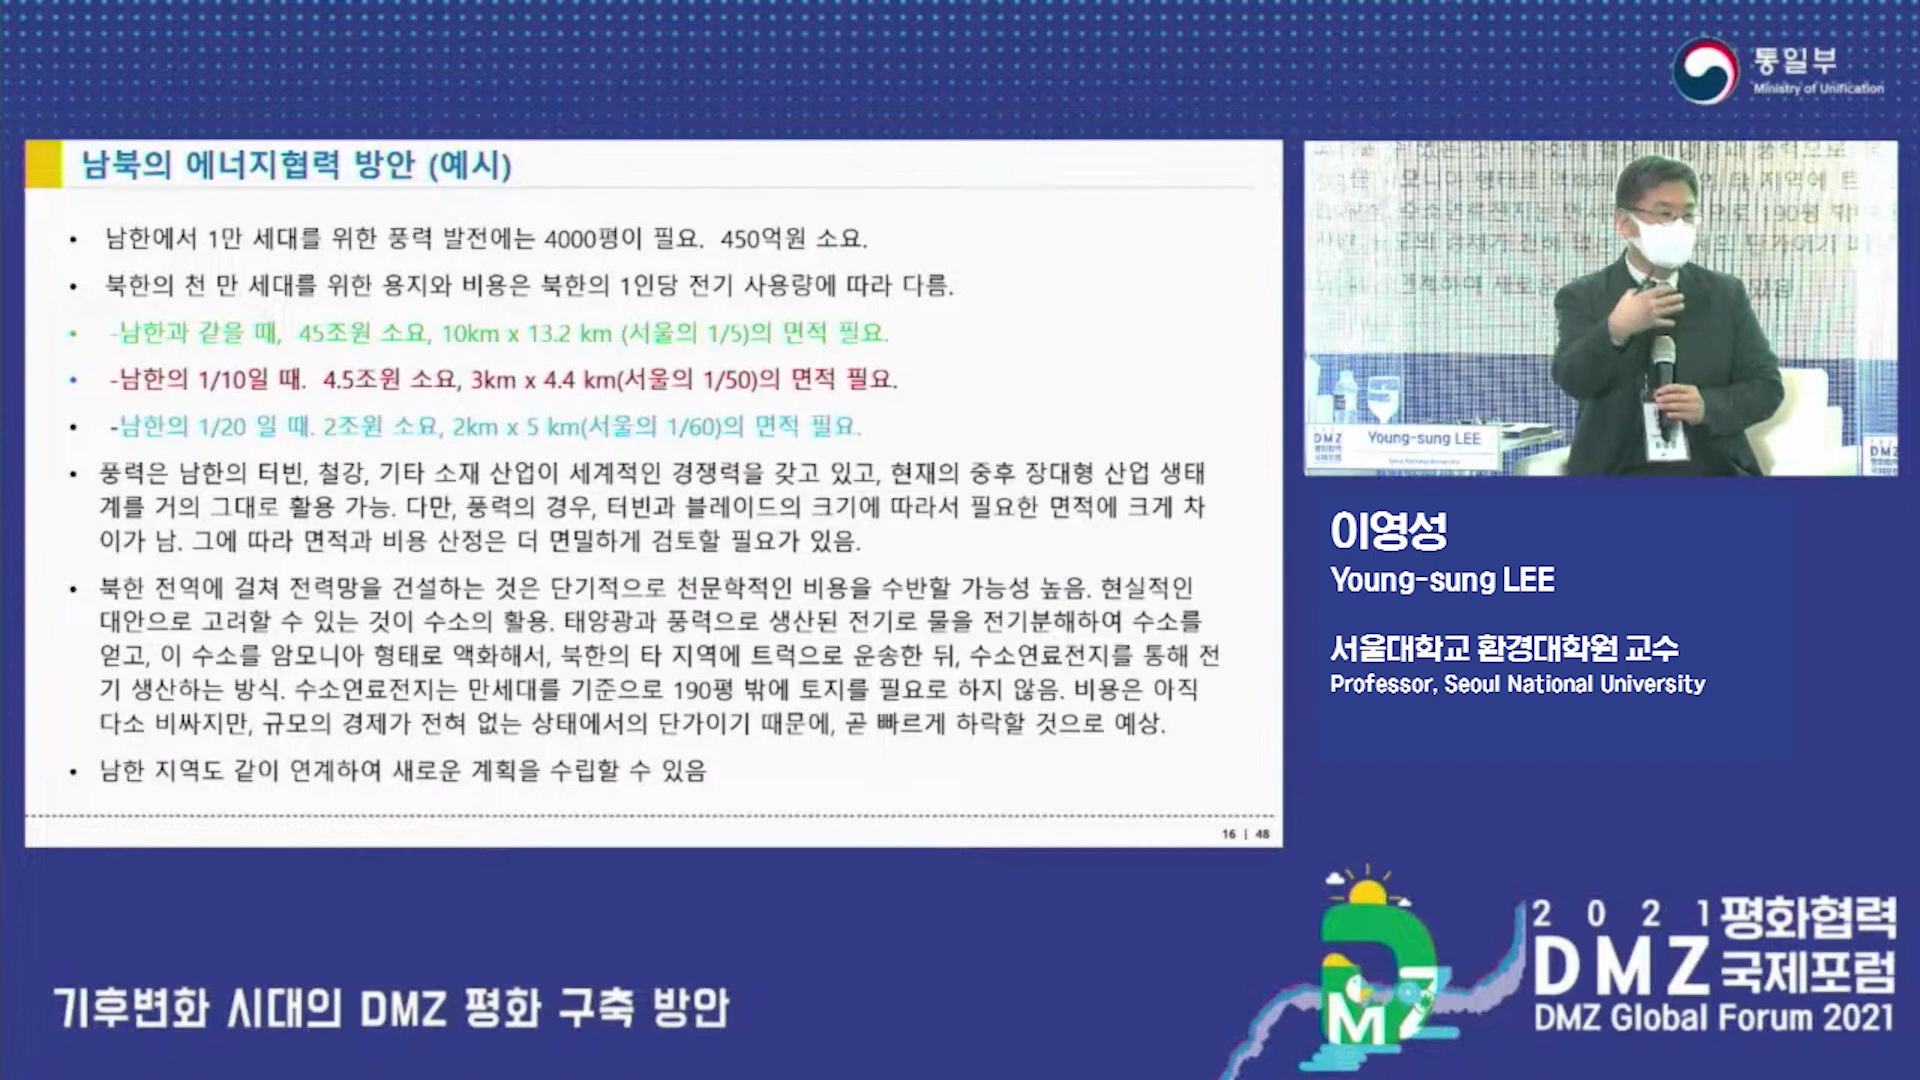 통일부
Ministry of Unification
남북의 에너지협력 방안 (예시)
• 남한에서 1만 세대를 위한 풍력 발전에는 4000평이 필요. 450억원 소요.
• 북한의 천 만 세대를 위한 용지와 비용은 북한의 1인당 전기 사용량에 따라 다름.
• -남한과 같을 때, 45조원 소요, 10km x 13.2 km (서울의 1/5)의 면적 필요.
• -남한의 1/10일 때. 4.5조원 소요, 3km x 4.4 km(서울의 1/50)의 면적 필요.
• -남한의 1/20 일 때. 2조원 소요, 2km x 5 km(서울의 1/60)의 면적 필요.
• 풍력은 남한의 터빈, 철강, 기타 소재 산업이 세계적인 경쟁력을 갖고 있고, 현재의 중후 장대형 산업 생태
계를 거의 그대로 활용 가능. 다만, 풍력의 경우, 터빈과 블레이드의 크기에 따라서 필요한 면적에 크게 차
이가 남. 그에 따라 면적과 비용 산정은 더 면밀하게 검토할 필요가 있음.
• 북한 전역에 걸쳐 전력망을 건설하는 것은 단기적으로 천문학적인 비용을 수반할 가능성 높음. 현실적인
대안으로 고려할 수 있는 것이 수소의 활용. 태양광과 풍력으로 생산된 전기로 물을 전기분해하여 수소를
얻고, 이 수소를 암모니아 형태로 액화해서, 북한의 타 지역에 트럭으로 운송한 뒤, 수소연료전지를 통해 전
기 생산하는 방식. 수소연료전지는 만세대를 기준으로 190평 밖에 토지를 필요로 하지 않음. 비용은 아직
다소 비싸지만, 규모의 경제가 전혀 없는 상태에서의 단가이기 때문에, 곧 빠르게 하락할 것으로 예상.
• 남한 지역도 같이 연계하여 새로운 계획을 수립할 수 있음
16 | 48
Young-sung LEE
Seoul National University
DMZ
이영성
Young-sung LEE
서울대학교 환경대학원 교수
Professor, Seoul National University
기후변화 시대의 DMZ 평화 구축 방안
DMZ
2021 평화협력
DMZ 국제포럼
DMZ Global Forum 2021